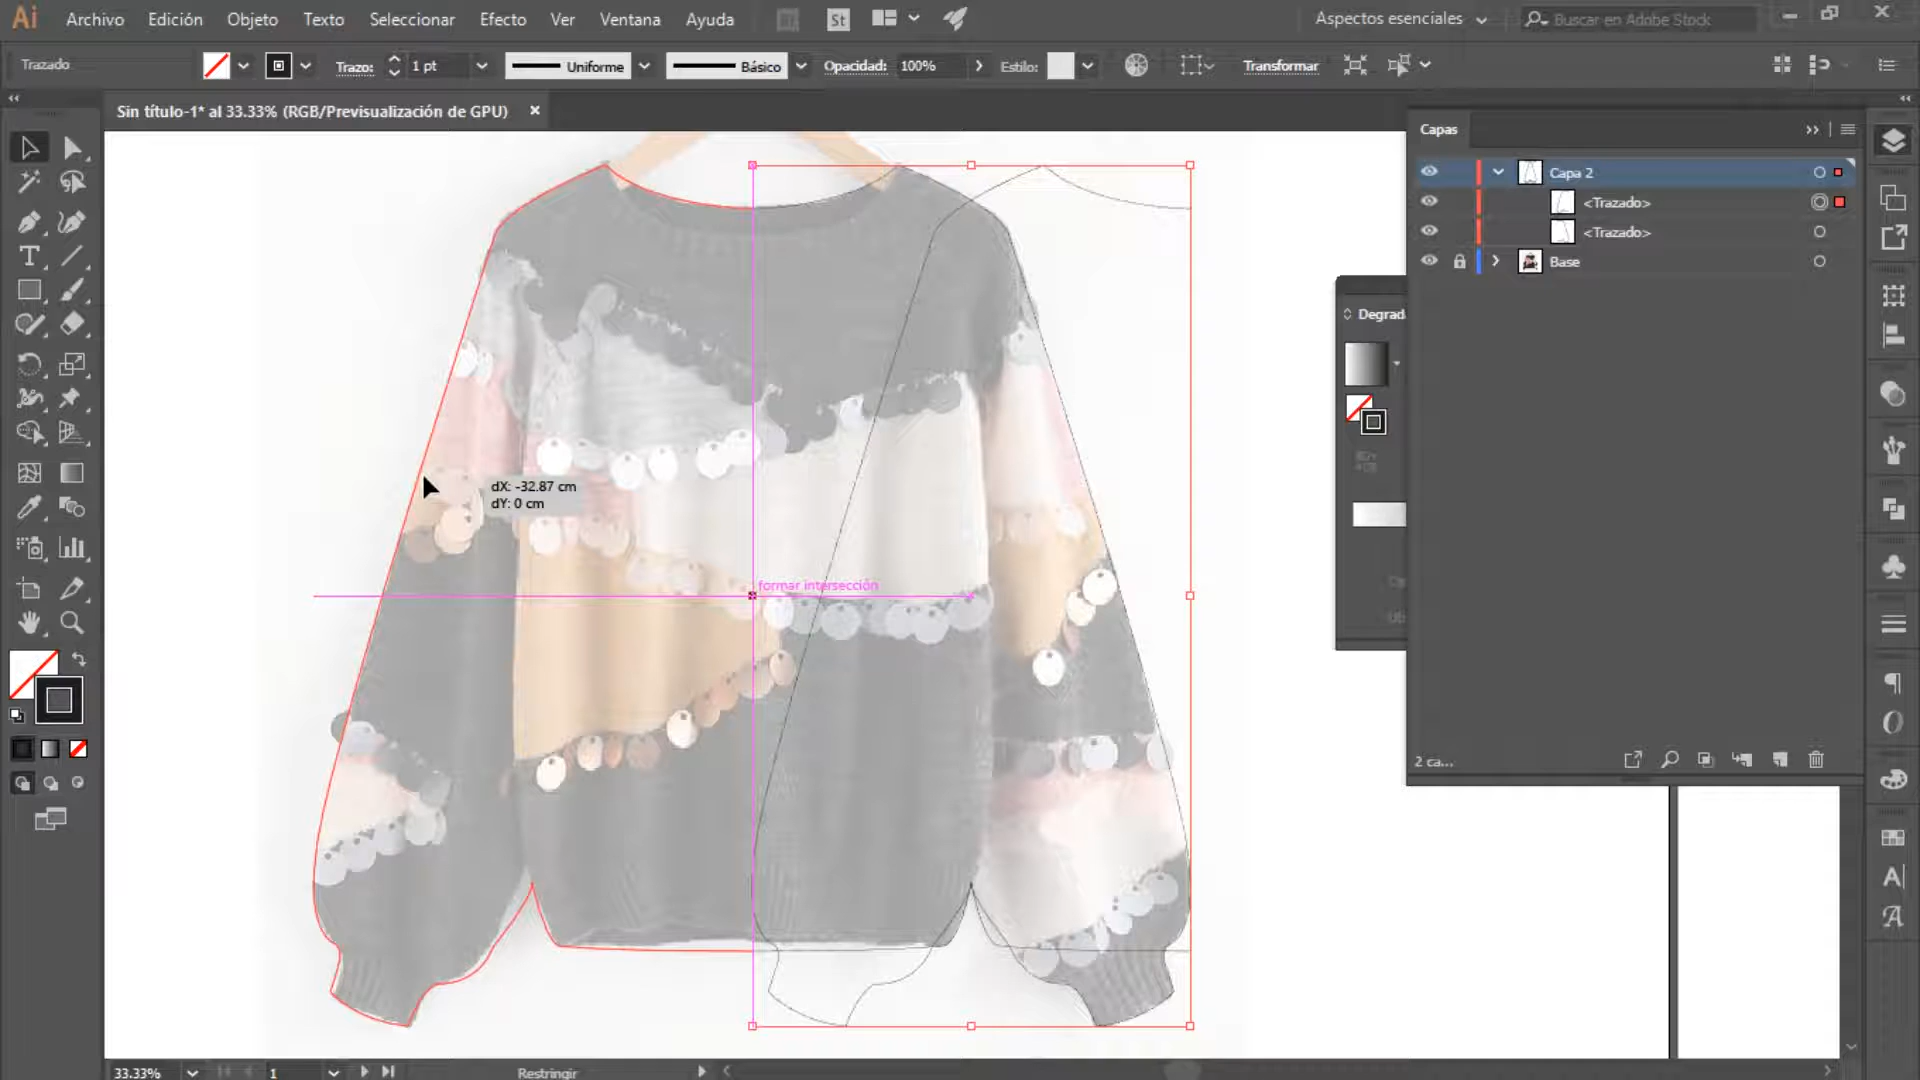 Ai Archivo Edición Objeto Texto Seleccionar Efecto Ver Ventana Ayuda St Aspectos esenciales Buscar en Adobe Stock
Trazado Trazo: 1 pt Uniforme Básico Opacidad: 100% Estilo: Transformar
Sin título-1* al 33.33% (RGB/Previsualización de GPU)
Capas
Capa 2
<Trazado>
<Trazado>
Base
Degrad
dX: -32.87 cm
dY: 0 cm
formar intersección
2 ca...
33.33% 1 Restringir